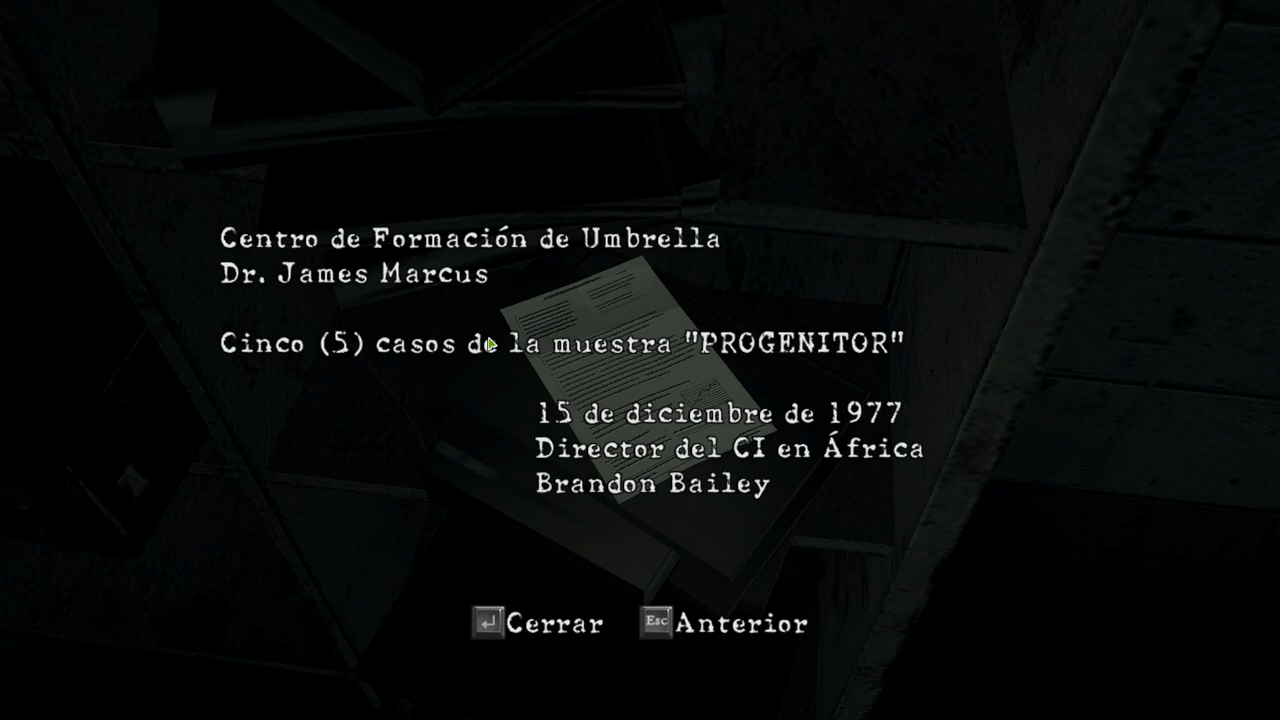 Centro de Formación de Umbrella
Dr. James Marcus
Cinco (5) casos de la muestra "PROGENITOR"
15 de diciembre de 1977
Director del CI en África
Brandon Bailey
Esc
Cerrar Anterior